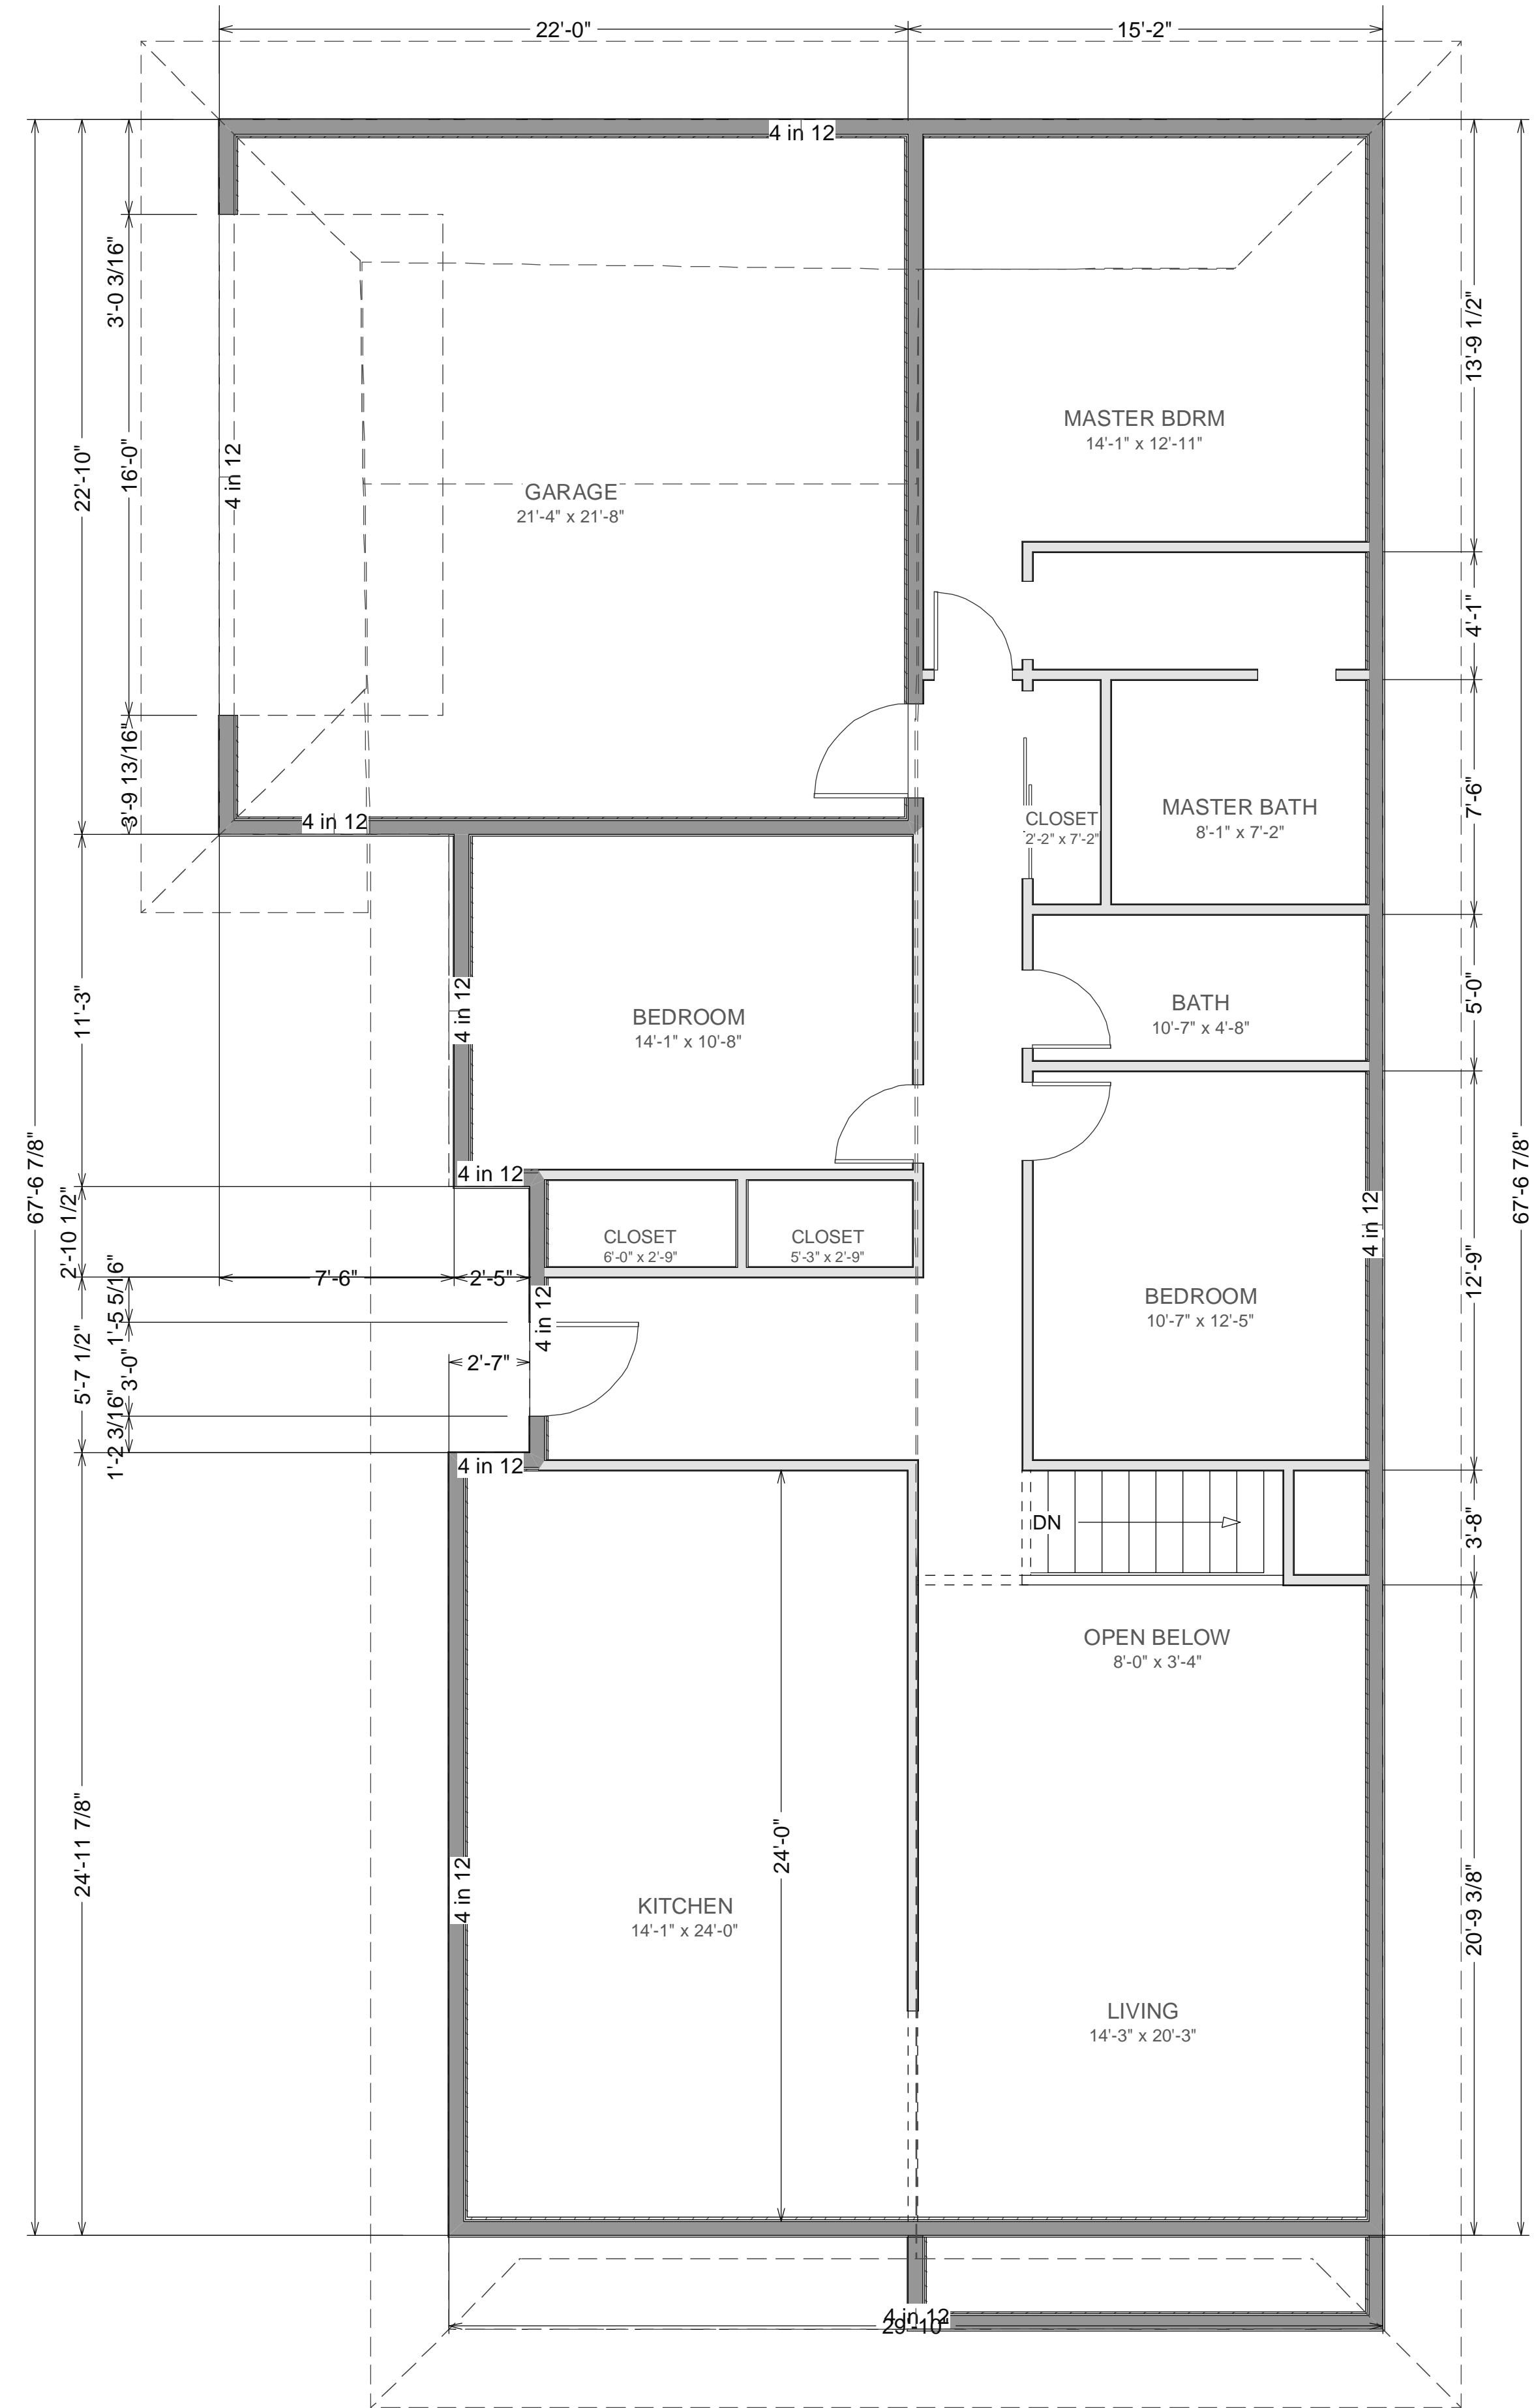 22'-0"
15'-2"
4 in 12
3'-0 3/16"
13'-9 1/2"
MASTER BDRM
14'-1" x 12'-11"
22'-10"
16'-0"
4 in 12
GARAGE
21'-4" x 21'-8"
4'-1"
3'-9 13/16"
7'-6"
MASTER BATH
8'-1" x 7'-2"
CLOSET
2'-2" x 7'-2"
4 in 12
11'-3"
4 in 12
BEDROOM
14'-1" x 10'-8"
BATH
10'-7" x 4'-8"
5'-0"
67'-6 7/8"
4 in 12
67'-6 7/8"
2'-10 1/2"
CLOSET
6'-0" x 2'-9"
CLOSET
5'-3" x 2'-9"
4 in 12
12'-9"
7'-6"
2'-5"
1'-5 5/16"
4 in 12
BEDROOM
10'-7" x 12'-5"
5'-7 1/2"
3'-0"
2'-7"
1'-2 3/16"
4 in 12
DN
3'-8"
OPEN BELOW
8'-0" x 3'-4"
24'-11 7/8"
24'-0"
4 in 12
KITCHEN
14'-1" x 24'-0"
20'-9 3/8"
LIVING
14'-3" x 20'-3"
4 in 12
29'-10"